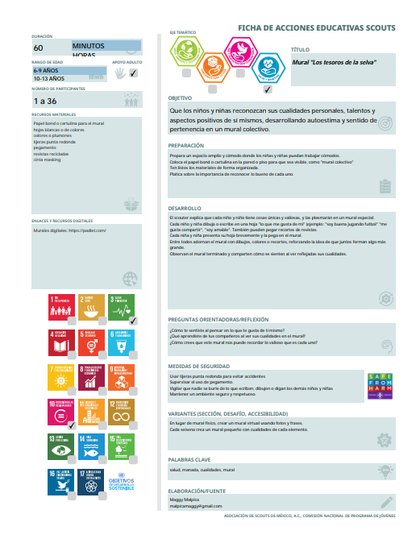 FICHA DE ACCIONES EDUCATIVAS SCOUTS
DURACIÓN
60
MINUTOS
HORAS
RANGO DE EDAD
APOYO ADULTO
6-9 AÑOS
10-13 AÑOS
NÚMERO DE PARTICIPANTES
1 a 36
RECURSOS MATERIALES
Papel bond o cartulina para el mural
hojas blancas o de colores
colores o plumones
tijeras punta redonda
pegamento
revistas recicladas
cinta masking
ENLACES Y RECURSOS DIGITALES
Murales digitales: https://padlet.com/
OBJETIVOS
EJE TEMÁTICO
TÍTULO
Mural "Los tesoros de la selva"
OBJETIVO
Que los niños y niñas reconozcan sus cualidades personales, talentos y
aspectos positivos de sí mismos, desarrollando autoestima y sentido de
pertenencia en un mural colectivo.
PREPARACIÓN
Prepara un espacio amplio y cómodo donde los niños y niñas puedan trabajar cómodos.
Coloca el papel bond o cartulina en la pared o piso para que sea visible, como "mural colectivo"
Ten listos los materiales de forma organizada.
Platica sobre la importancia de reconocer lo bueno de cada uno.
DESARROLLO
El scouter explica que cada niño y niña tiene cosas únicas y valiosas, y las plasmarán en un mural especial.
Cada niño y niña dibuja o escribe en una hoja "lo que me gusta de mí" (ejemplo: "soy bueno jugando futbol" "me
gusta compartir". "soy amable". También pueden pegar recortes de revistas.
Cada niño y niña presenta su hoja brevemente y la pega en el mural.
Entre todos adornan el mural con dibujos, colores o recortes, reforzando la idea de que juntos forman algo más
grande.
Observan el mural terminado y comparten cómo se sienten al ver reflejadas sus cualidades.
PREGUNTAS ORIENTADORAS/REFLEXIÓN
¿Cómo te sentiste al pensar en lo que te gusta de ti mismo?
¿Qué aprendiste de tus compañeros al ver sus cualidades en el mural?
¿Cómo crees que este mural nos puede recordar lo valioso que es cada uno?
MEDIDAS DE SEGURIDAD
Usar tijeras punta redonda para evitar accidentes
Supervisar el uso de pegamento.
Vigilar que nadie se burle de lo que escriben, dibujan o digan los demás niños y niñas
Mantener un ambiente seguro y respetuoso.
SAFE
FROM
HARM
VARIANTES (SECCIÓN, DESAFÍO, ACCESIBILIDAD)
En lugar de mural físico, crear un mural virtual usando fotos y frases.
Cada seisena crea un mural pequeño con cualidades de cada elemento.
PALABRAS CLAVE
salud, manada, cualidades, mural
ELABORACIÓN/FUENTE
Maggy Malpica
malpicamaggy@gmail.com
ASOCIACIÓN DE SCOUTS DE MÉXICO, A.C., COMISIÓN NACIONAL DE PROGRAMA DE JÓVENES